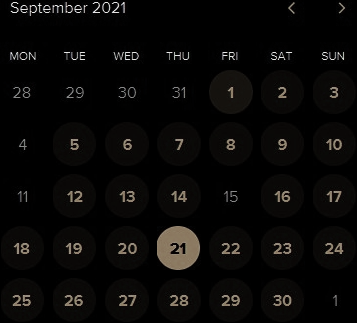 September 2021
MON TUE WED THU FRI SAT SUN
28 29 30 31 1 2 3
4 5 6 7 8 9 10
11 12 13 14 15 16 17
18 19 20 21 22 23 24
25 26 27 28 29 30 1